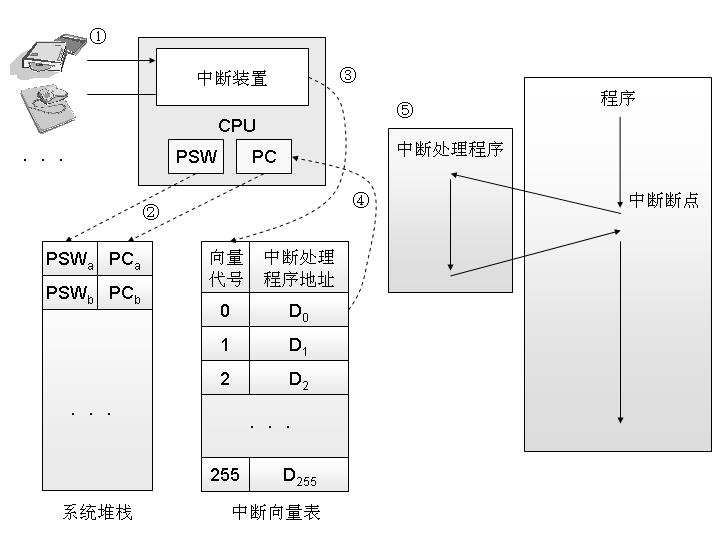 ①
中断装置
③
CPU
PSW
PC
. . .
②
④
⑤
中断处理程序
程序
中断断点
PSWa PCa
PSWb PCb
. . .
系统堆栈
向量代号 中断处理程序地址
0 D0
1 D1
2 D2
. . .
255 D255
中断向量表